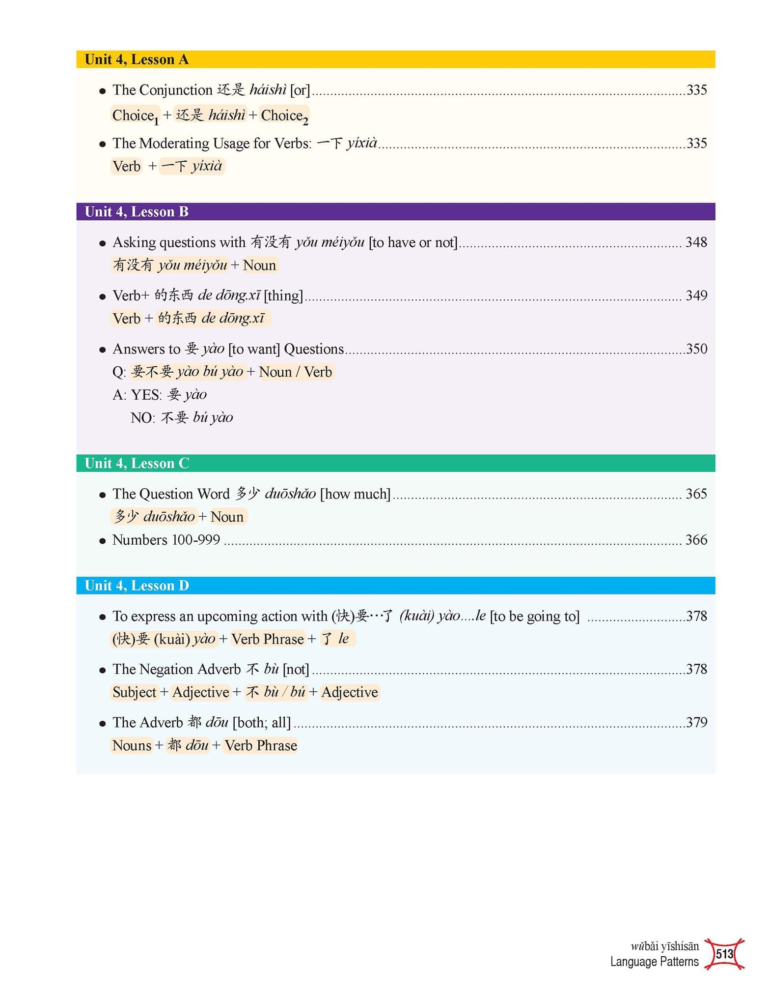 Unit 4, Lesson A
● The Conjunction 还是 háishì [or]........335
Choice1 + 还是 háishì + Choice2
● The Moderating Usage for Verbs: 一下 yíxià........335
Verb + 一下 yíxià
Unit 4, Lesson B
● Asking questions with 有没有 yǒu méiyǒu [to have or not]........ 348
有没有 yǒu méiyǒu + Noun
● Verb+ 的东西 de dōng.xī [thing]........ 349
Verb + 的东西 de dōng.xī
● Answers to 要 yào [to want] Questions........350
Q: 要不要 yào bú yào + Noun / Verb
A: YES: 要 yào
NO: 不要 bú yào
Unit 4, Lesson C
● The Question Word 多少 duōshǎo [how much]........ 365
多少 duōshǎo + Noun
● Numbers 100-999 ........ 366
Unit 4, Lesson D
● To express an upcoming action with (快)要…了 (kuài) yào....le [to be going to] ........378
(快)要 (kuài) yào + Verb Phrase + 了 le
● The Negation Adverb 不 bù [not]........378
Subject + Adjective + 不 bù / bú + Adjective
● The Adverb 都 dōu [both; all]........379
Nouns + 都 dōu + Verb Phrase
wǔbǎi yīshísān
Language Patterns 513